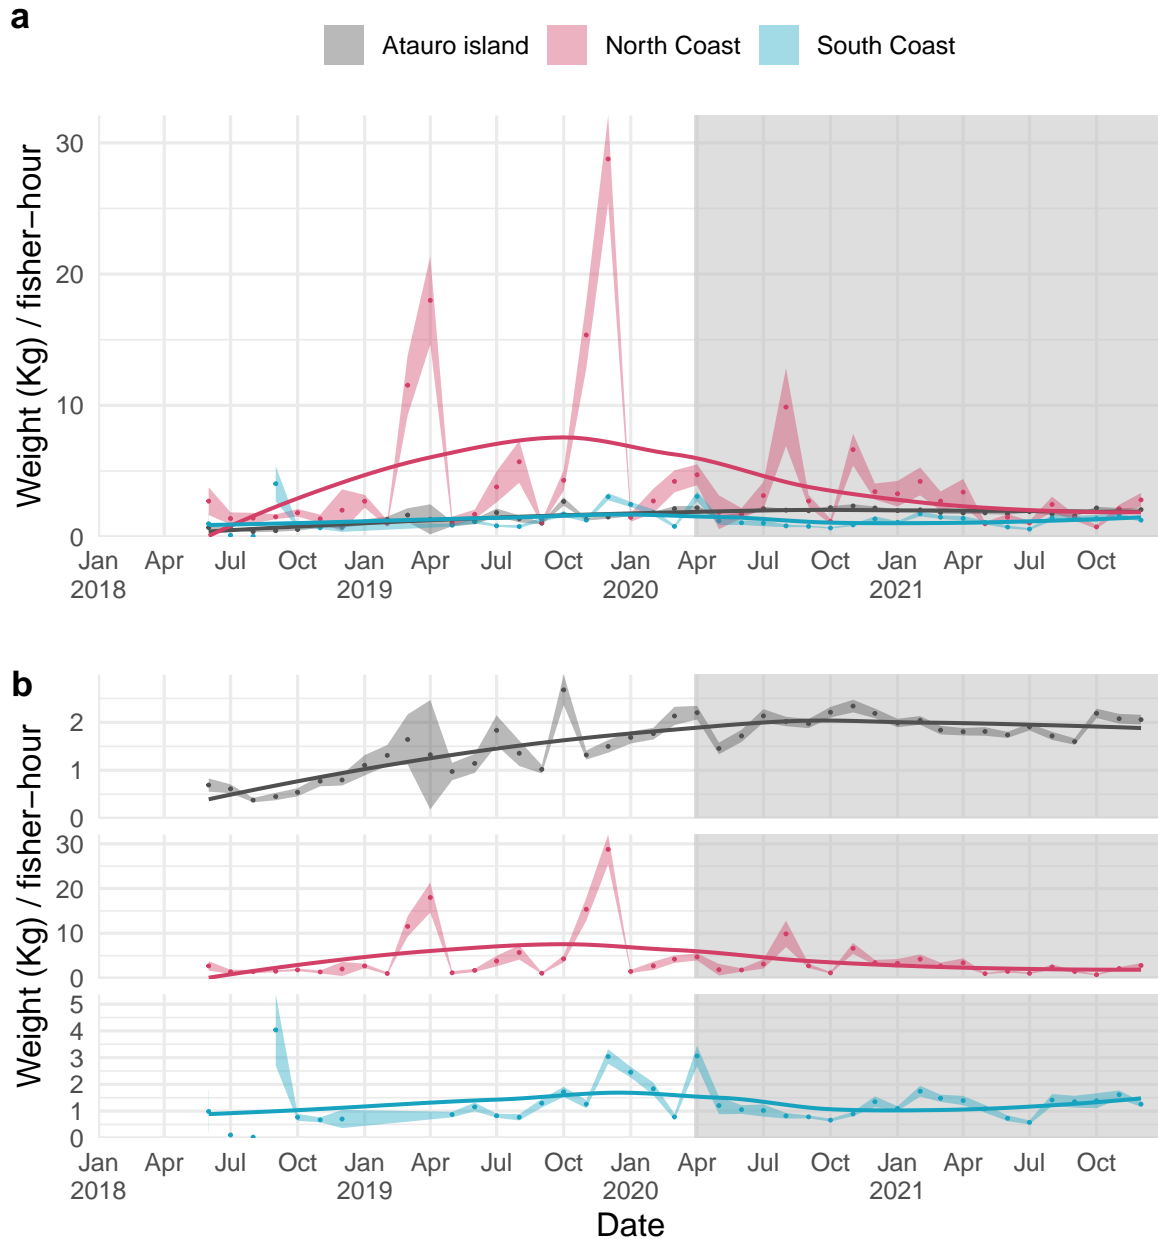 a
Atauro island North Coast South Coast
Weight (Kg) / fisher−hour
30
20
10
0
Jan Apr Jul Oct Jan Apr Jul Oct Jan Apr Jul Oct Jan Apr Jul Oct
2018 2019 2020 2021
b
Weight (Kg) / fisher−hour
2
1
0
30
20
10
0
5
4
3
2
1
0
Jan Apr Jul Oct Jan Apr Jul Oct Jan Apr Jul Oct Jan Apr Jul Oct
2018 2019 2020 2021
Date